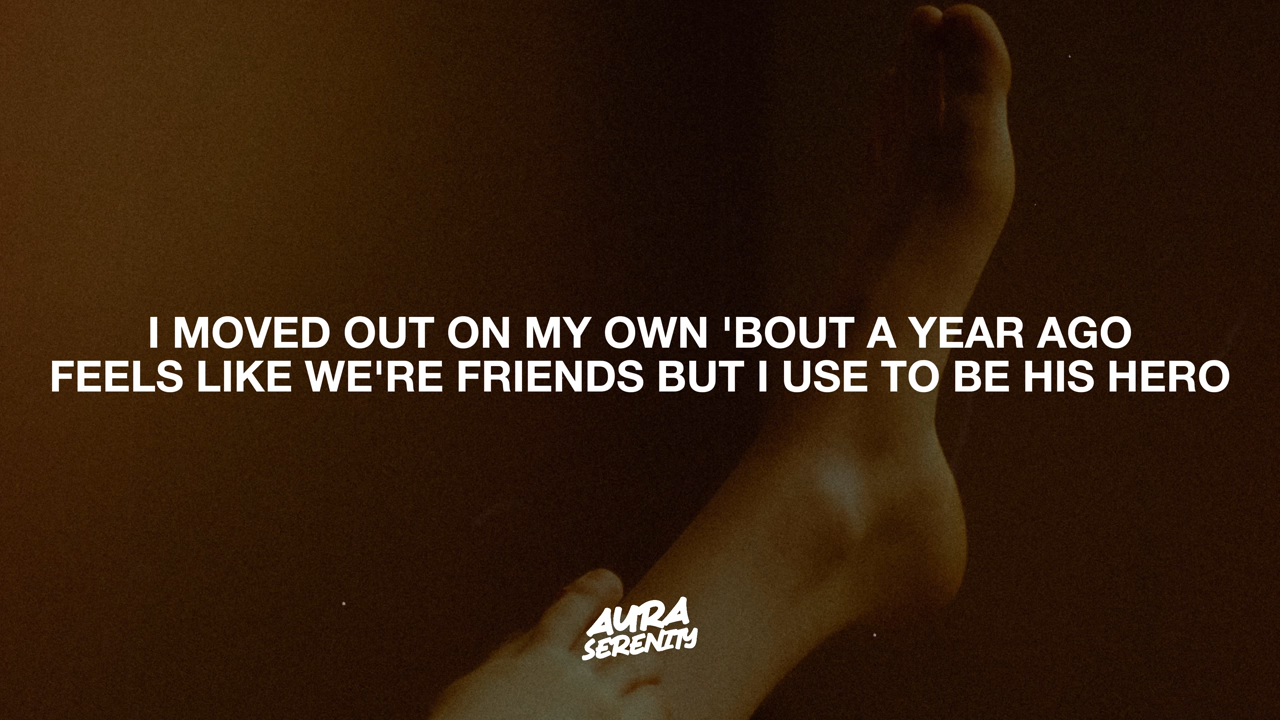 I MOVED OUT ON MY OWN 'BOUT A YEAR AGO
FEELS LIKE WE'RE FRIENDS BUT I USE TO BE HIS HERO
AURA
SERENITY